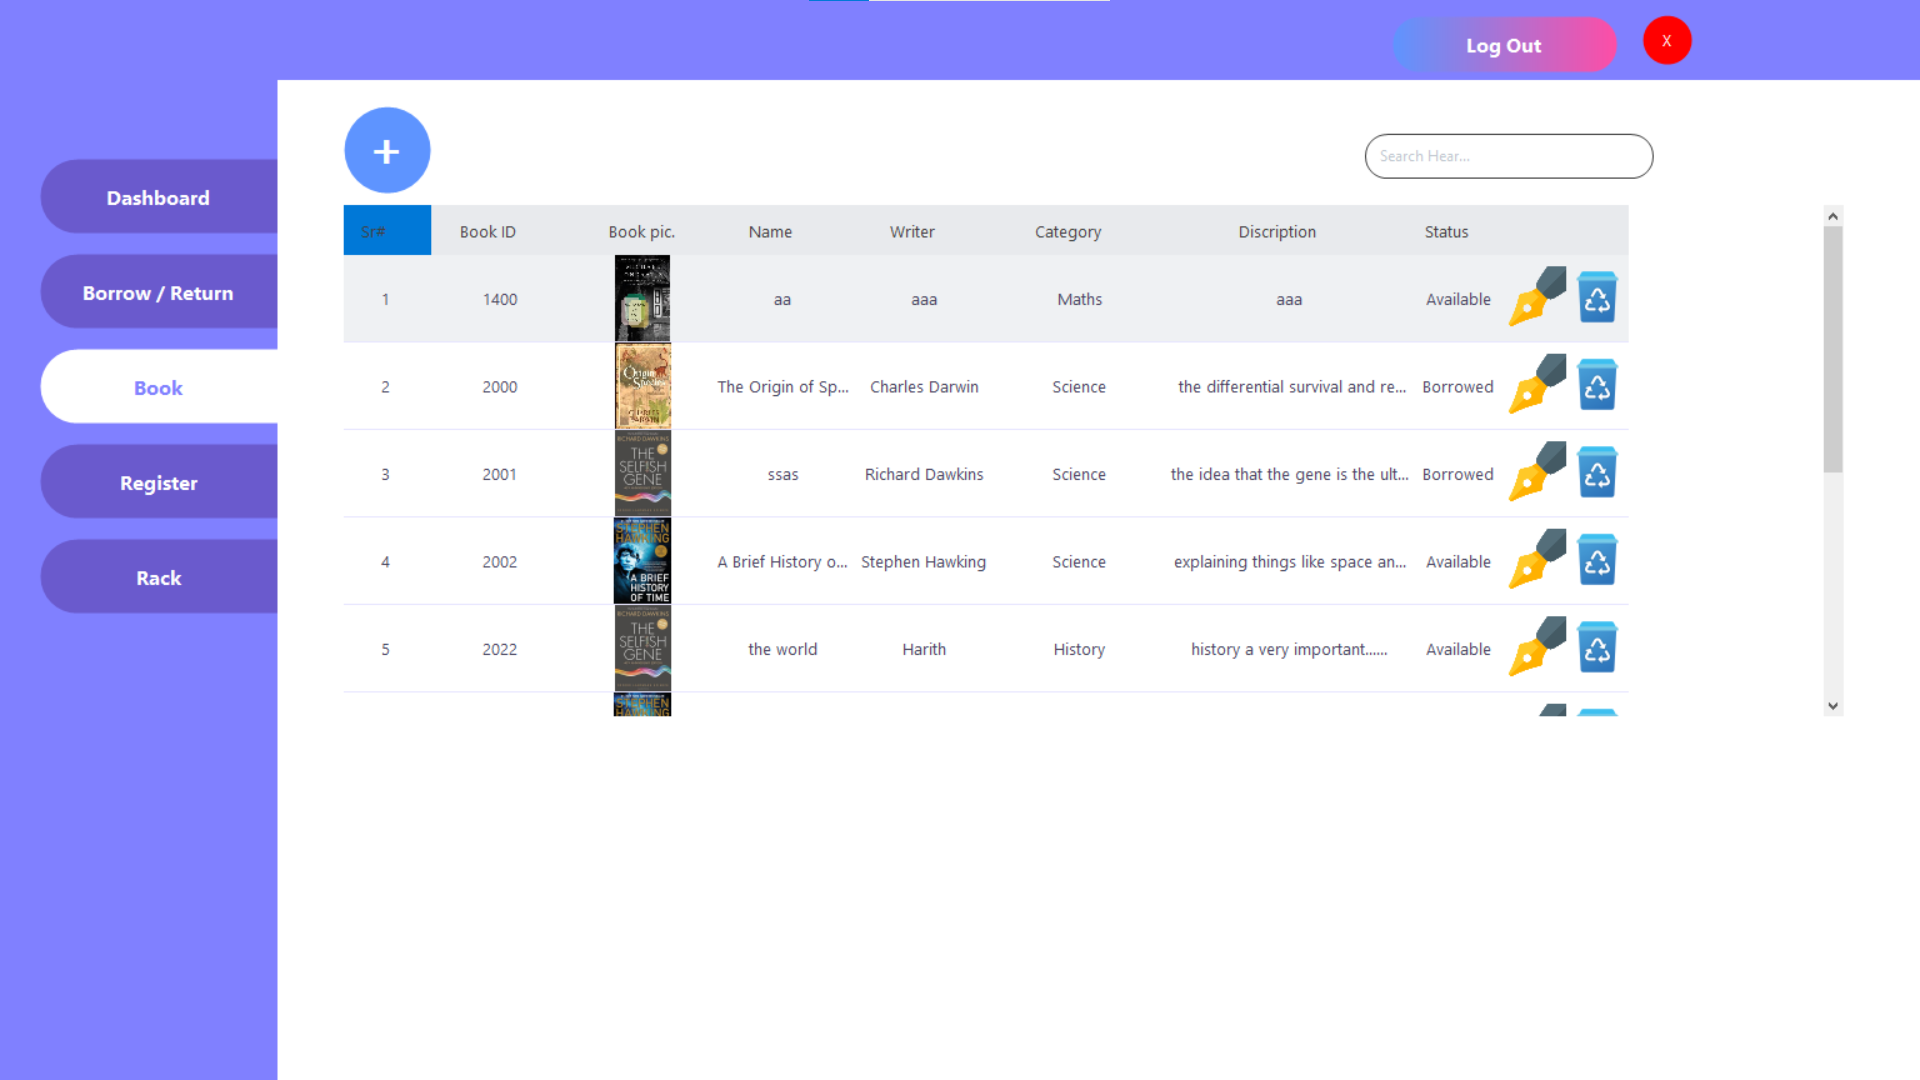 Log Out
X
Dashboard
Borrow / Return
Book
Register
Rack
+
Search Hear...
Sr# Book ID Book pic. Name Writer Category Discription Status
1 1400 aa aaa Maths aaa Available
2 2000 The Origin of Sp... Charles Darwin Science the differential survival and re... Borrowed
3 2001 RICHARD DAWKINS THE SELFISH GENE ssas Richard Dawkins Science the idea that the gene is the ult... Borrowed
4 2002 STEPHEN HAWKING A BRIEF HISTORY OF TIME A Brief History o... Stephen Hawking Science explaining things like space an... Available
5 2022 RICHARD DAWKINS THE SELFISH GENE the world Harith History history a very important...... Available
STEPHEN HAWKING